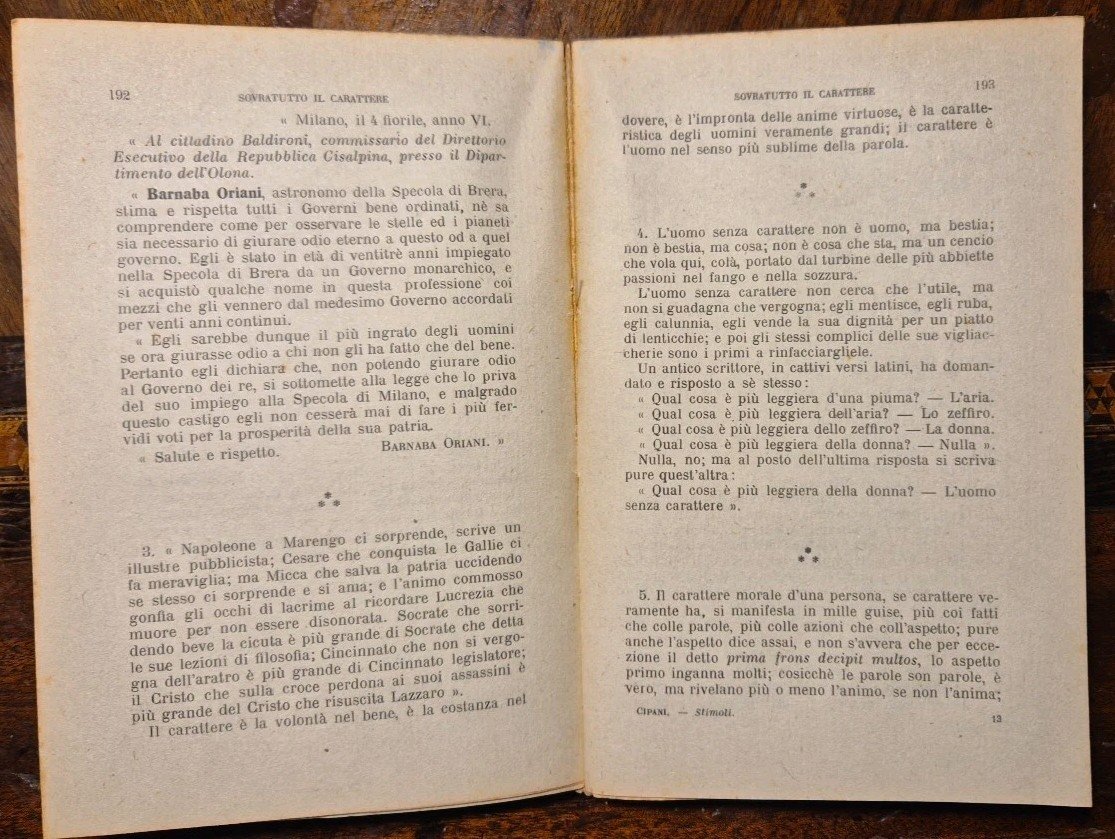 192
SOVRATUTTO IL CARATTERE
« Milano, il 4 fiorile, anno VI.
« Al cittadino Baldironi, commissario del Direttorio
Esecutivo della Repubblica Cisalpina, presso il Dipar-
timento dell'Olona.
« Barnaba Oriani, astronomo della Specola di Brera,
stima e rispetta tutti i Governi bene ordinati, nè sa
comprendere come per osservare le stelle ed i pianeti
sia necessario di giurare odio eterno a questo od a quel
governo. Egli è stato in età di ventitrè anni impiegato
nella Specola di Brera da un Governo monarchico, e
si acquistò qualche nome in questa professione coi
mezzi che gli vennero dal medesimo Governo accordati
per venti anni continui.
« Egli sarebbe dunque il più ingrato degli uomini
se ora giurasse odio a chi non gli ha fatto che del bene.
Pertanto egli dichiara che, non potendo giurare odio
al Governo dei re, si sottomette alla legge che lo priva
del suo impiego alla Specola di Milano, e malgrado
questo castigo egli non cesserà mai di fare i più fer-
vidi voti per la prosperità della sua patria.
« Salute e rispetto. BARNABA ORIANI. »
***
3. « Napoleone a Marengo ci sorprende, scrive un
illustre pubblicista; Cesare che conquista le Gallie ci
fa meraviglia; ma Micca che salva la patria uccidendo
se stesso ci sorprende e si ama; e l'animo commosso
gonfia gli occhi di lacrime al ricordare Lucrezia che
muore per non essere disonorata. Socrate che sorri-
dendo beve la cicuta è più grande di Socrate che detta
le sue lezioni di filosofia; Cincinnato che non si vergo-
gna dell'aratro è più grande di Cincinnato legislatore;
il Cristo che sulla croce perdona ai suoi assassini è
più grande del Cristo che risuscita Lazzaro ».
Il carattere è la volontà nel bene, è la costanza nel
SOVRATUTTO IL CARATTERE
193
dovere, è l'impronta delle anime virtuose, è la caratte-
ristica degli uomini veramente grandi; il carattere è
l'uomo nel senso più sublime della parola.
***
4. L'uomo senza carattere non è uomo, ma bestia;
non è bestia, ma cosa; non è cosa che sta, ma un cencio
che vola qui, colà, portato dal turbine delle più abbiette
passioni nel fango e nella sozzura.
L'uomo senza carattere non cerca che l'utile, ma
non si guadagna che vergogna; egli mentisce, egli ruba,
egli calunnia, egli vende la sua dignità per un piatto
di lenticchie; e poi gli stessi complici delle sue vigliac-
cherie sono i primi a rinfacciargliele.
Un antico scrittore, in cattivi versi latini, ha doman-
dato e risposto a sè stesso:
« Qual cosa è più leggiera d'una piuma? — L'aria.
« Qual cosa è più leggiera dell'aria? — Lo zeffiro.
« Qual cosa è più leggiera dello zeffiro? — La donna.
« Qual cosa è più leggiera della donna? — Nulla ».
Nulla, no; ma al posto dell'ultima risposta si scriva
pure quest'altra:
« Qual cosa è più leggiera della donna? — L'uomo
senza carattere ».
***
5. Il carattere morale d'una persona, se carattere ve-
ramente ha, si manifesta in mille guise, più coi fatti
che colle parole, più colle azioni che coll'aspetto; pure
anche l'aspetto dice assai, e non s'avvera che per ecce-
zione il detto prima frons decipit multos, lo aspetto
primo inganna molti; cosicchè le parole son parole, è
vero, ma rivelano più o meno l'animo, se non l'anima;
CIPANI. — Stimoli.
13